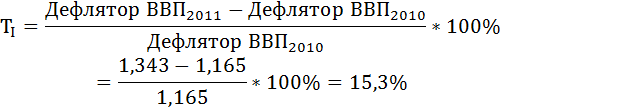 T_I = (Дефлятор ВВП_2011 − Дефлятор ВВП_2010) / Дефлятор ВВП_2010 * 100%
= (1,343 − 1,165) / 1,165 * 100% = 15,3%